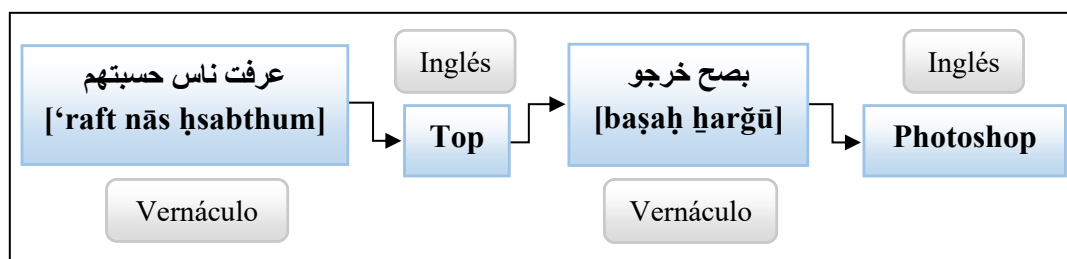 عرفت ناس حسبتهم
[‘raft nās ḥsabthum]
Vernáculo
Inglés
Top
بصح خرجو
[baṣaḥ ẖarğū]
Vernáculo
Inglés
Photoshop